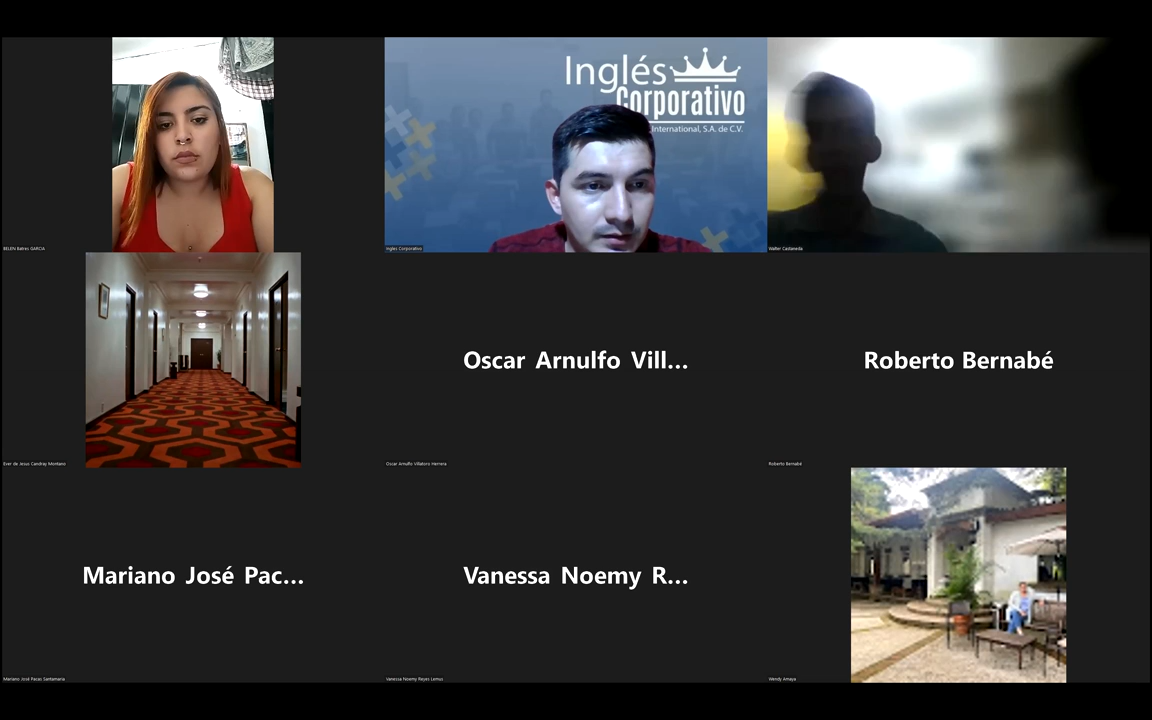 Inglés
Corporativo
International, S.A. de C.V.
BELEN Batres GARCIA
Ingles Corporativo
Walter Castaneda
Oscar Arnulfo Vill...
Roberto Bernabé
Ever de Jesus Candray Montano
Oscar Arnulfo Villatoro Herrera
Roberto Bernabé
Mariano José Pac...
Vanessa Noemy R...
Mariano José Pacas Santamaria
Vanessa Noemy Reyes Lemus
Wendy Amaya